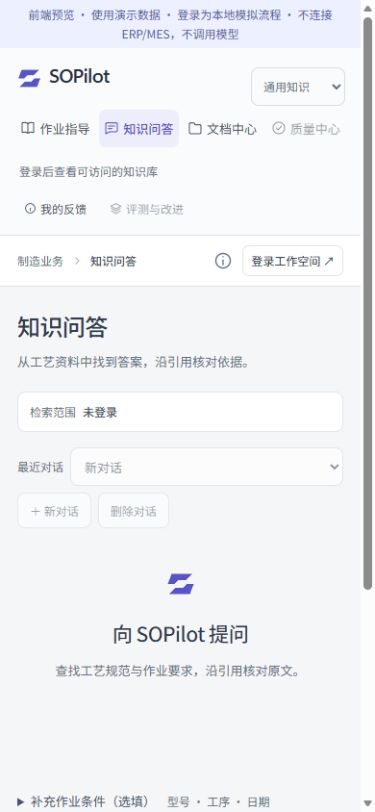 前端预览 · 使用演示数据 · 登录为本地模拟流程 · 不连接
ERP/MES，不调用模型
SOPilot
通用知识
作业指导 知识问答 文档中心 质量中心
登录后查看可访问的知识库
我的反馈 评测与改进
制造业务 > 知识问答
登录工作空间 ↗
知识问答
从工艺资料中找到答案，沿引用核对依据。
检索范围 未登录
最近对话 新对话
＋ 新对话 删除对话
向 SOPilot 提问
查找工艺规范与作业要求，沿引用核对原文。
▶ 补充作业条件（选填） 型号 · 工序 · 日期